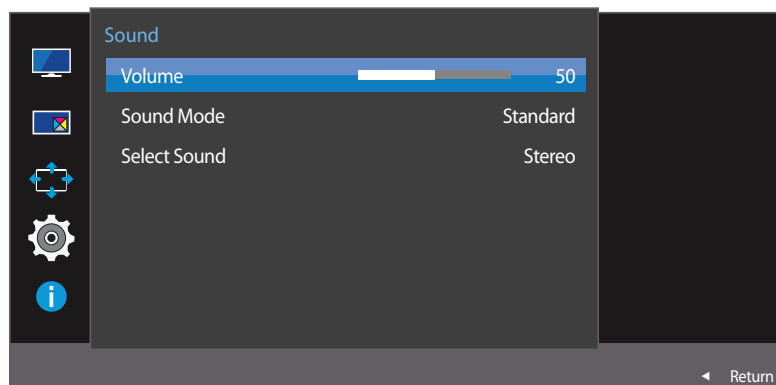 Sound
Volume 50
Sound Mode Standard
Select Sound Stereo
i
◄ Return